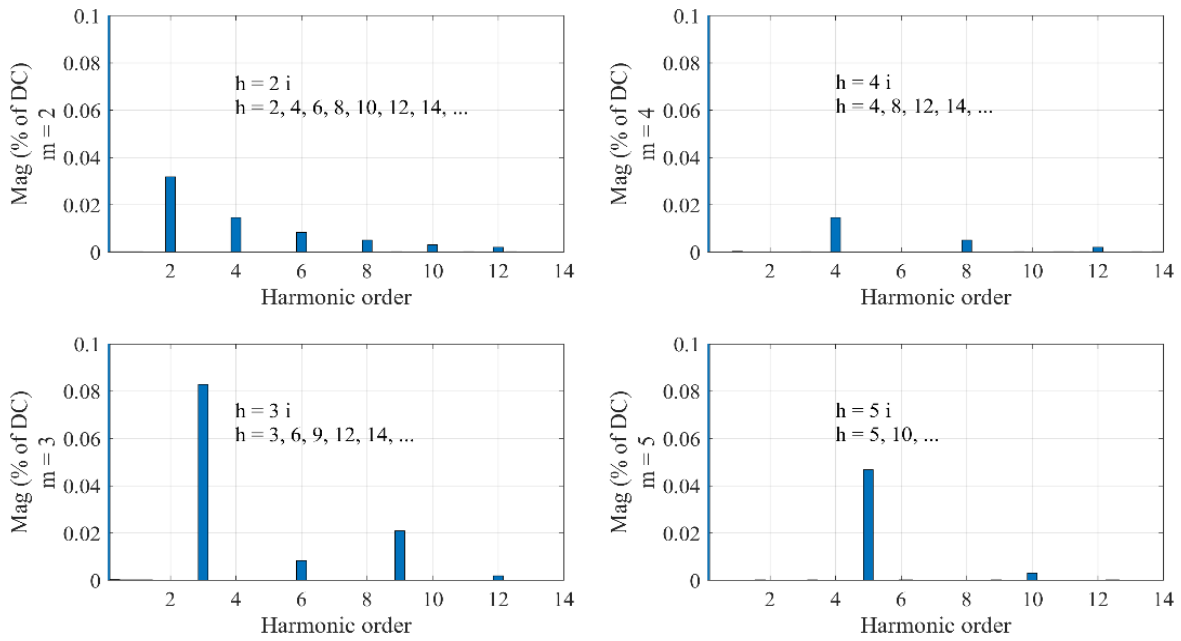 0.1
0.08
0.06
0.04
0.02
0
Mag (% of DC)
m = 2
h = 2 i
h = 2, 4, 6, 8, 10, 12, 14, ...
2 4 6 8 10 12 14
Harmonic order
0.1
0.08
0.06
0.04
0.02
0
Mag (% of DC)
m = 4
h = 4 i
h = 4, 8, 12, 14, ...
2 4 6 8 10 12 14
Harmonic order
0.1
0.08
0.06
0.04
0.02
0
Mag (% of DC)
m = 3
h = 3 i
h = 3, 6, 9, 12, 14, ...
2 4 6 8 10 12 14
Harmonic order
0.1
0.08
0.06
0.04
0.02
0
Mag (% of DC)
m = 5
h = 5 i
h = 5, 10, ...
2 4 6 8 10 12 14
Harmonic order